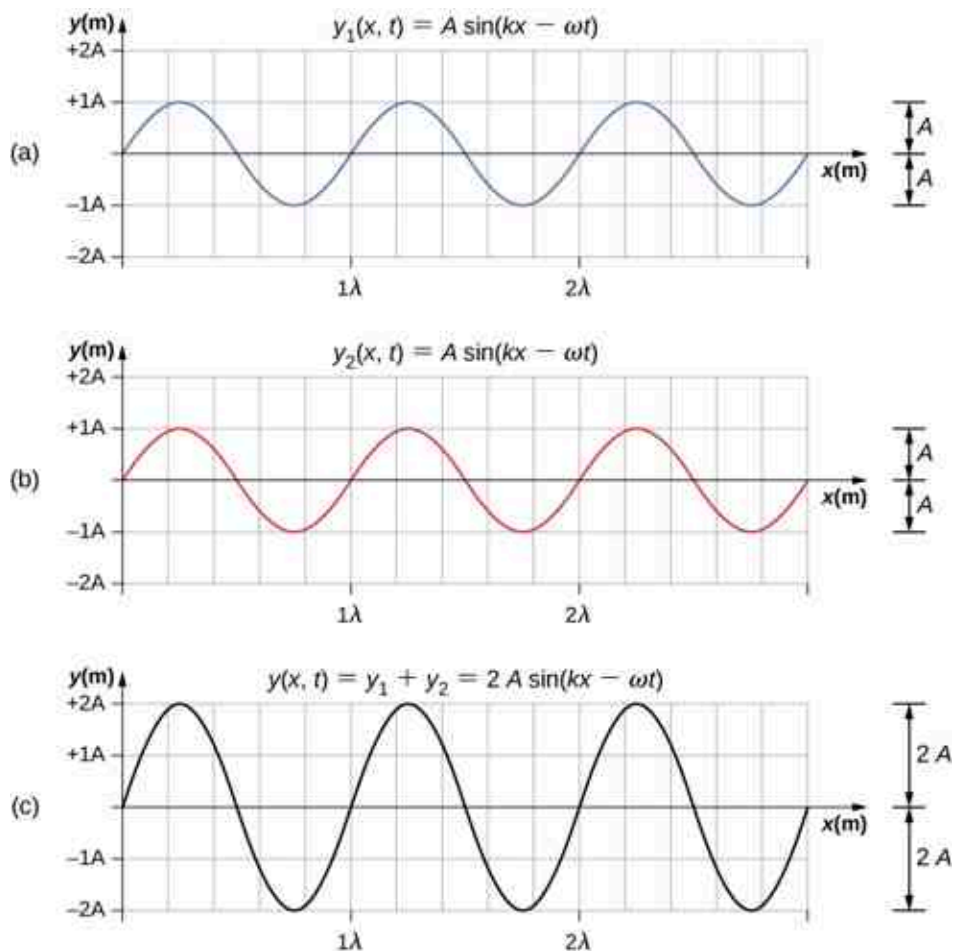 y(m)
y₁(x, t) = A sin(kx − ωt)
+2A
+1A
(a)
−1A
−2A
x(m)
A
A
1λ
2λ
y(m)
y₂(x, t) = A sin(kx − ωt)
+2A
+1A
(b)
−1A
−2A
x(m)
A
A
1λ
2λ
y(m)
y(x, t) = y₁ + y₂ = 2 A sin(kx − ωt)
+2A
+1A
(c)
−1A
−2A
x(m)
2 A
2 A
1λ
2λ